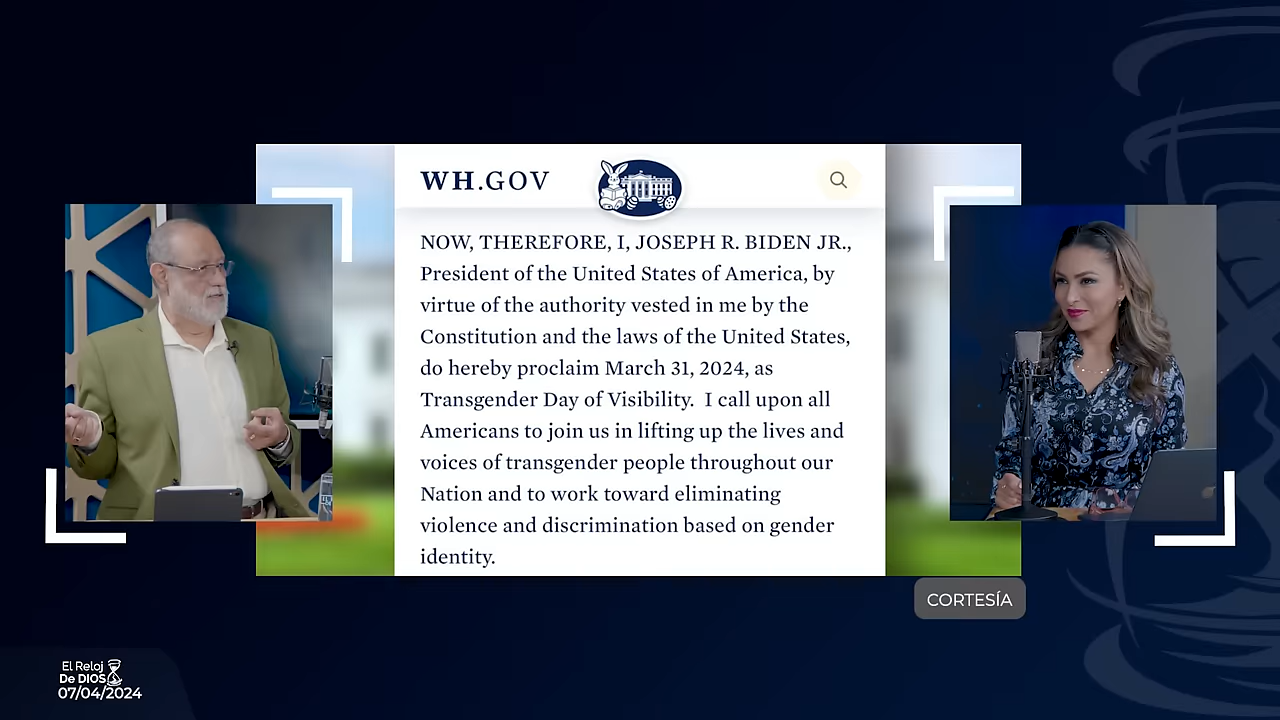 WH.GOV
NOW, THEREFORE, I, JOSEPH R. BIDEN JR.,
President of the United States of America, by
virtue of the authority vested in me by the
Constitution and the laws of the United States,
do hereby proclaim March 31, 2024, as
Transgender Day of Visibility.  I call upon all
Americans to join us in lifting up the lives and
voices of transgender people throughout our
Nation and to work toward eliminating
violence and discrimination based on gender
identity.
CORTESÍA
El Reloj
De DIOS
07/04/2024